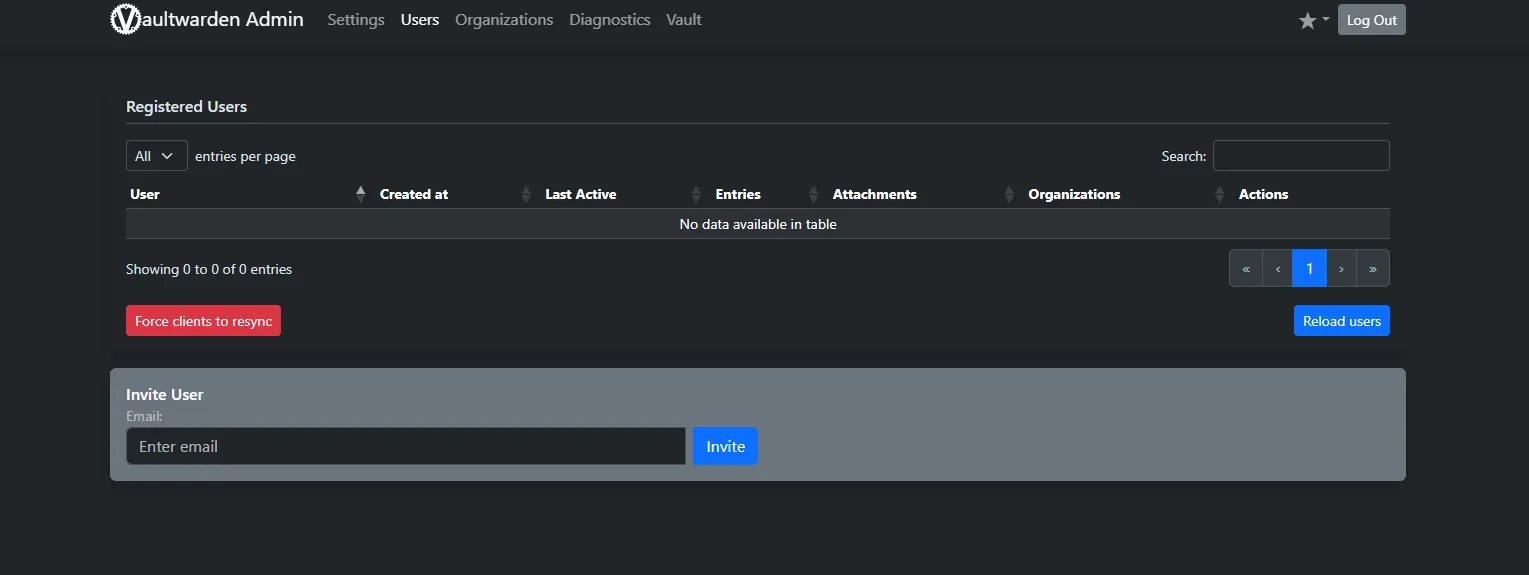 Vaultwarden Admin Settings Users Organizations Diagnostics Vault Log Out
Registered Users
All entries per page Search:
User Created at Last Active Entries Attachments Organizations Actions
No data available in table
Showing 0 to 0 of 0 entries « ‹ 1 › »
Force clients to resync Reload users
Invite User
Email:
Enter email Invite